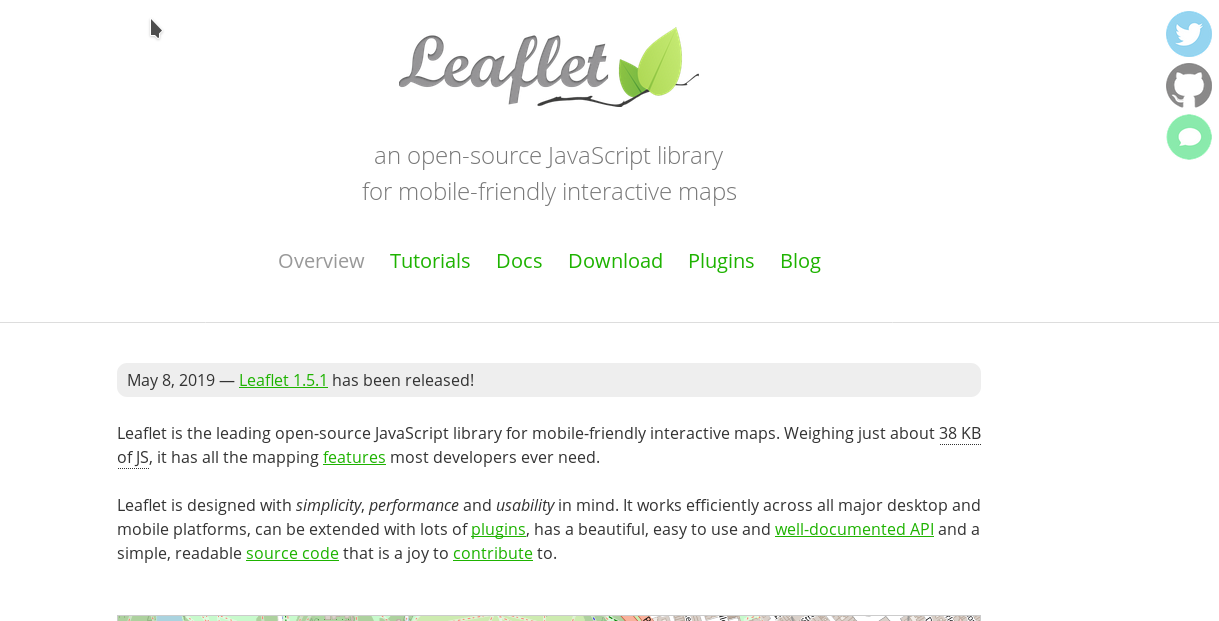 Leaflet
an open-source JavaScript library
for mobile-friendly interactive maps
Overview Tutorials Docs Download Plugins Blog
May 8, 2019 — Leaflet 1.5.1 has been released!
Leaflet is the leading open-source JavaScript library for mobile-friendly interactive maps. Weighing just about 38 KB
of JS, it has all the mapping features most developers ever need.
Leaflet is designed with simplicity, performance and usability in mind. It works efficiently across all major desktop and
mobile platforms, can be extended with lots of plugins, has a beautiful, easy to use and well-documented API and a
simple, readable source code that is a joy to contribute to.